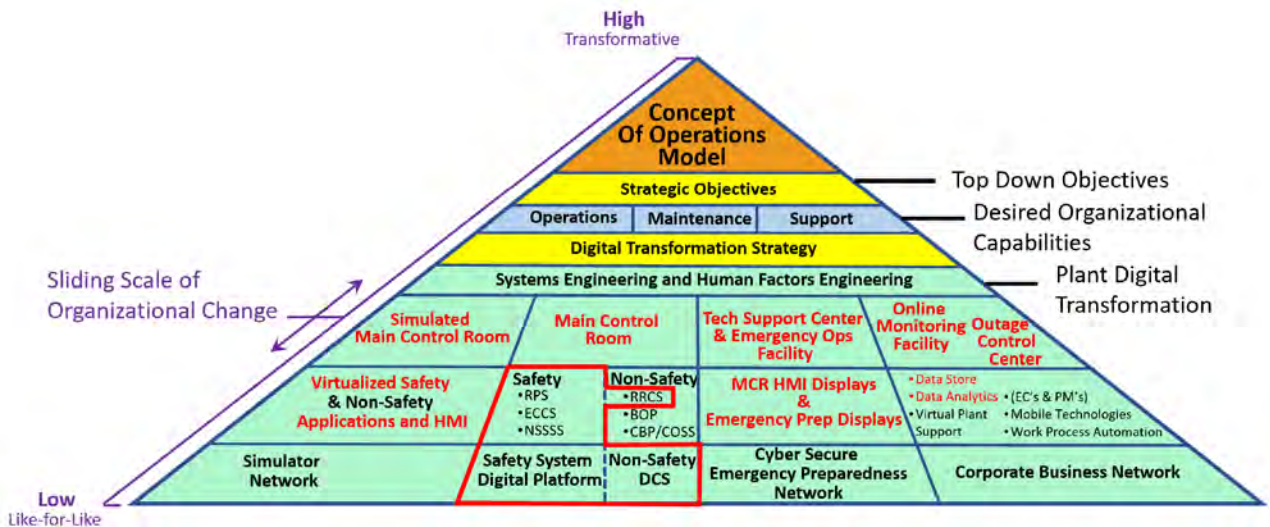 High
Transformative
Concept
Of Operations
Model
Strategic Objectives
Top Down Objectives
Operations
Maintenance
Support
Desired Organizational
Capabilities
Digital Transformation Strategy
Systems Engineering and Human Factors Engineering
Plant Digital
Transformation
Sliding Scale of
Organizational Change
Simulated
Main Control Room
Main Control
Room
Tech Support Center
& Emergency Ops
Facility
Online
Monitoring
Facility
Outage
Control
Center
Virtualized Safety
& Non-Safety
Applications and HMI
Safety
•RPS
•ECCS
•NSSSS
Non-Safety
•RRCS
•BOP
•CBP/COSS
MCR HMI Displays
&
Emergency Prep Displays
•Data Store
•Data Analytics
•Virtual Plant
Support
•(EC's & PM's)
•Mobile Technologies
•Work Process Automation
Simulator
Network
Safety System
Digital Platform
Non-Safety
DCS
Cyber Secure
Emergency Preparedness
Network
Corporate Business Network
Low
Like-for-Like